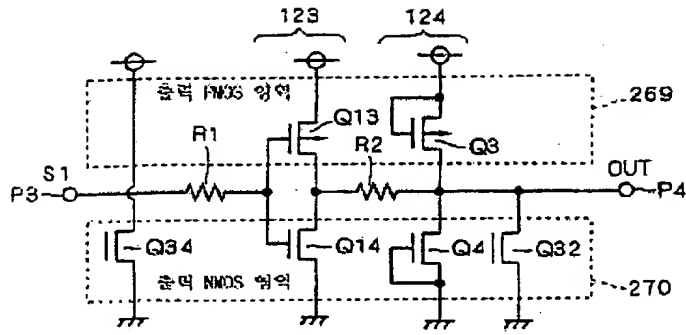 123
124
출력 PMOS 영역
269
Q13
Q3
R1
R2
S1
OUT
P3
P4
Q34
Q14
Q4
Q32
출력 NMOS 영역
270